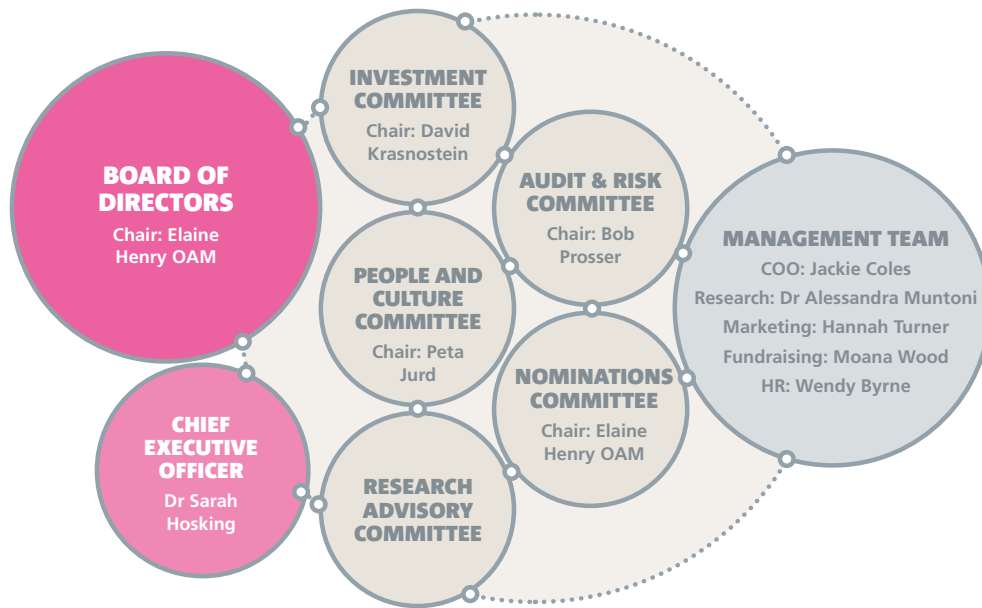 BOARD OF
DIRECTORS
Chair: Elaine
Henry OAM
CHIEF
EXECUTIVE
OFFICER
Dr Sarah
Hosking
INVESTMENT
COMMITTEE
Chair: David
Krasnostein
PEOPLE AND
CULTURE
COMMITTEE
Chair: Peta
Jurd
RESEARCH
ADVISORY
COMMITTEE
AUDIT & RISK
COMMITTEE
Chair: Bob
Prosser
NOMINATIONS
COMMITTEE
Chair: Elaine
Henry OAM
MANAGEMENT TEAM
COO: Jackie Coles
Research: Dr Alessandra Muntoni
Marketing: Hannah Turner
Fundraising: Moana Wood
HR: Wendy Byrne